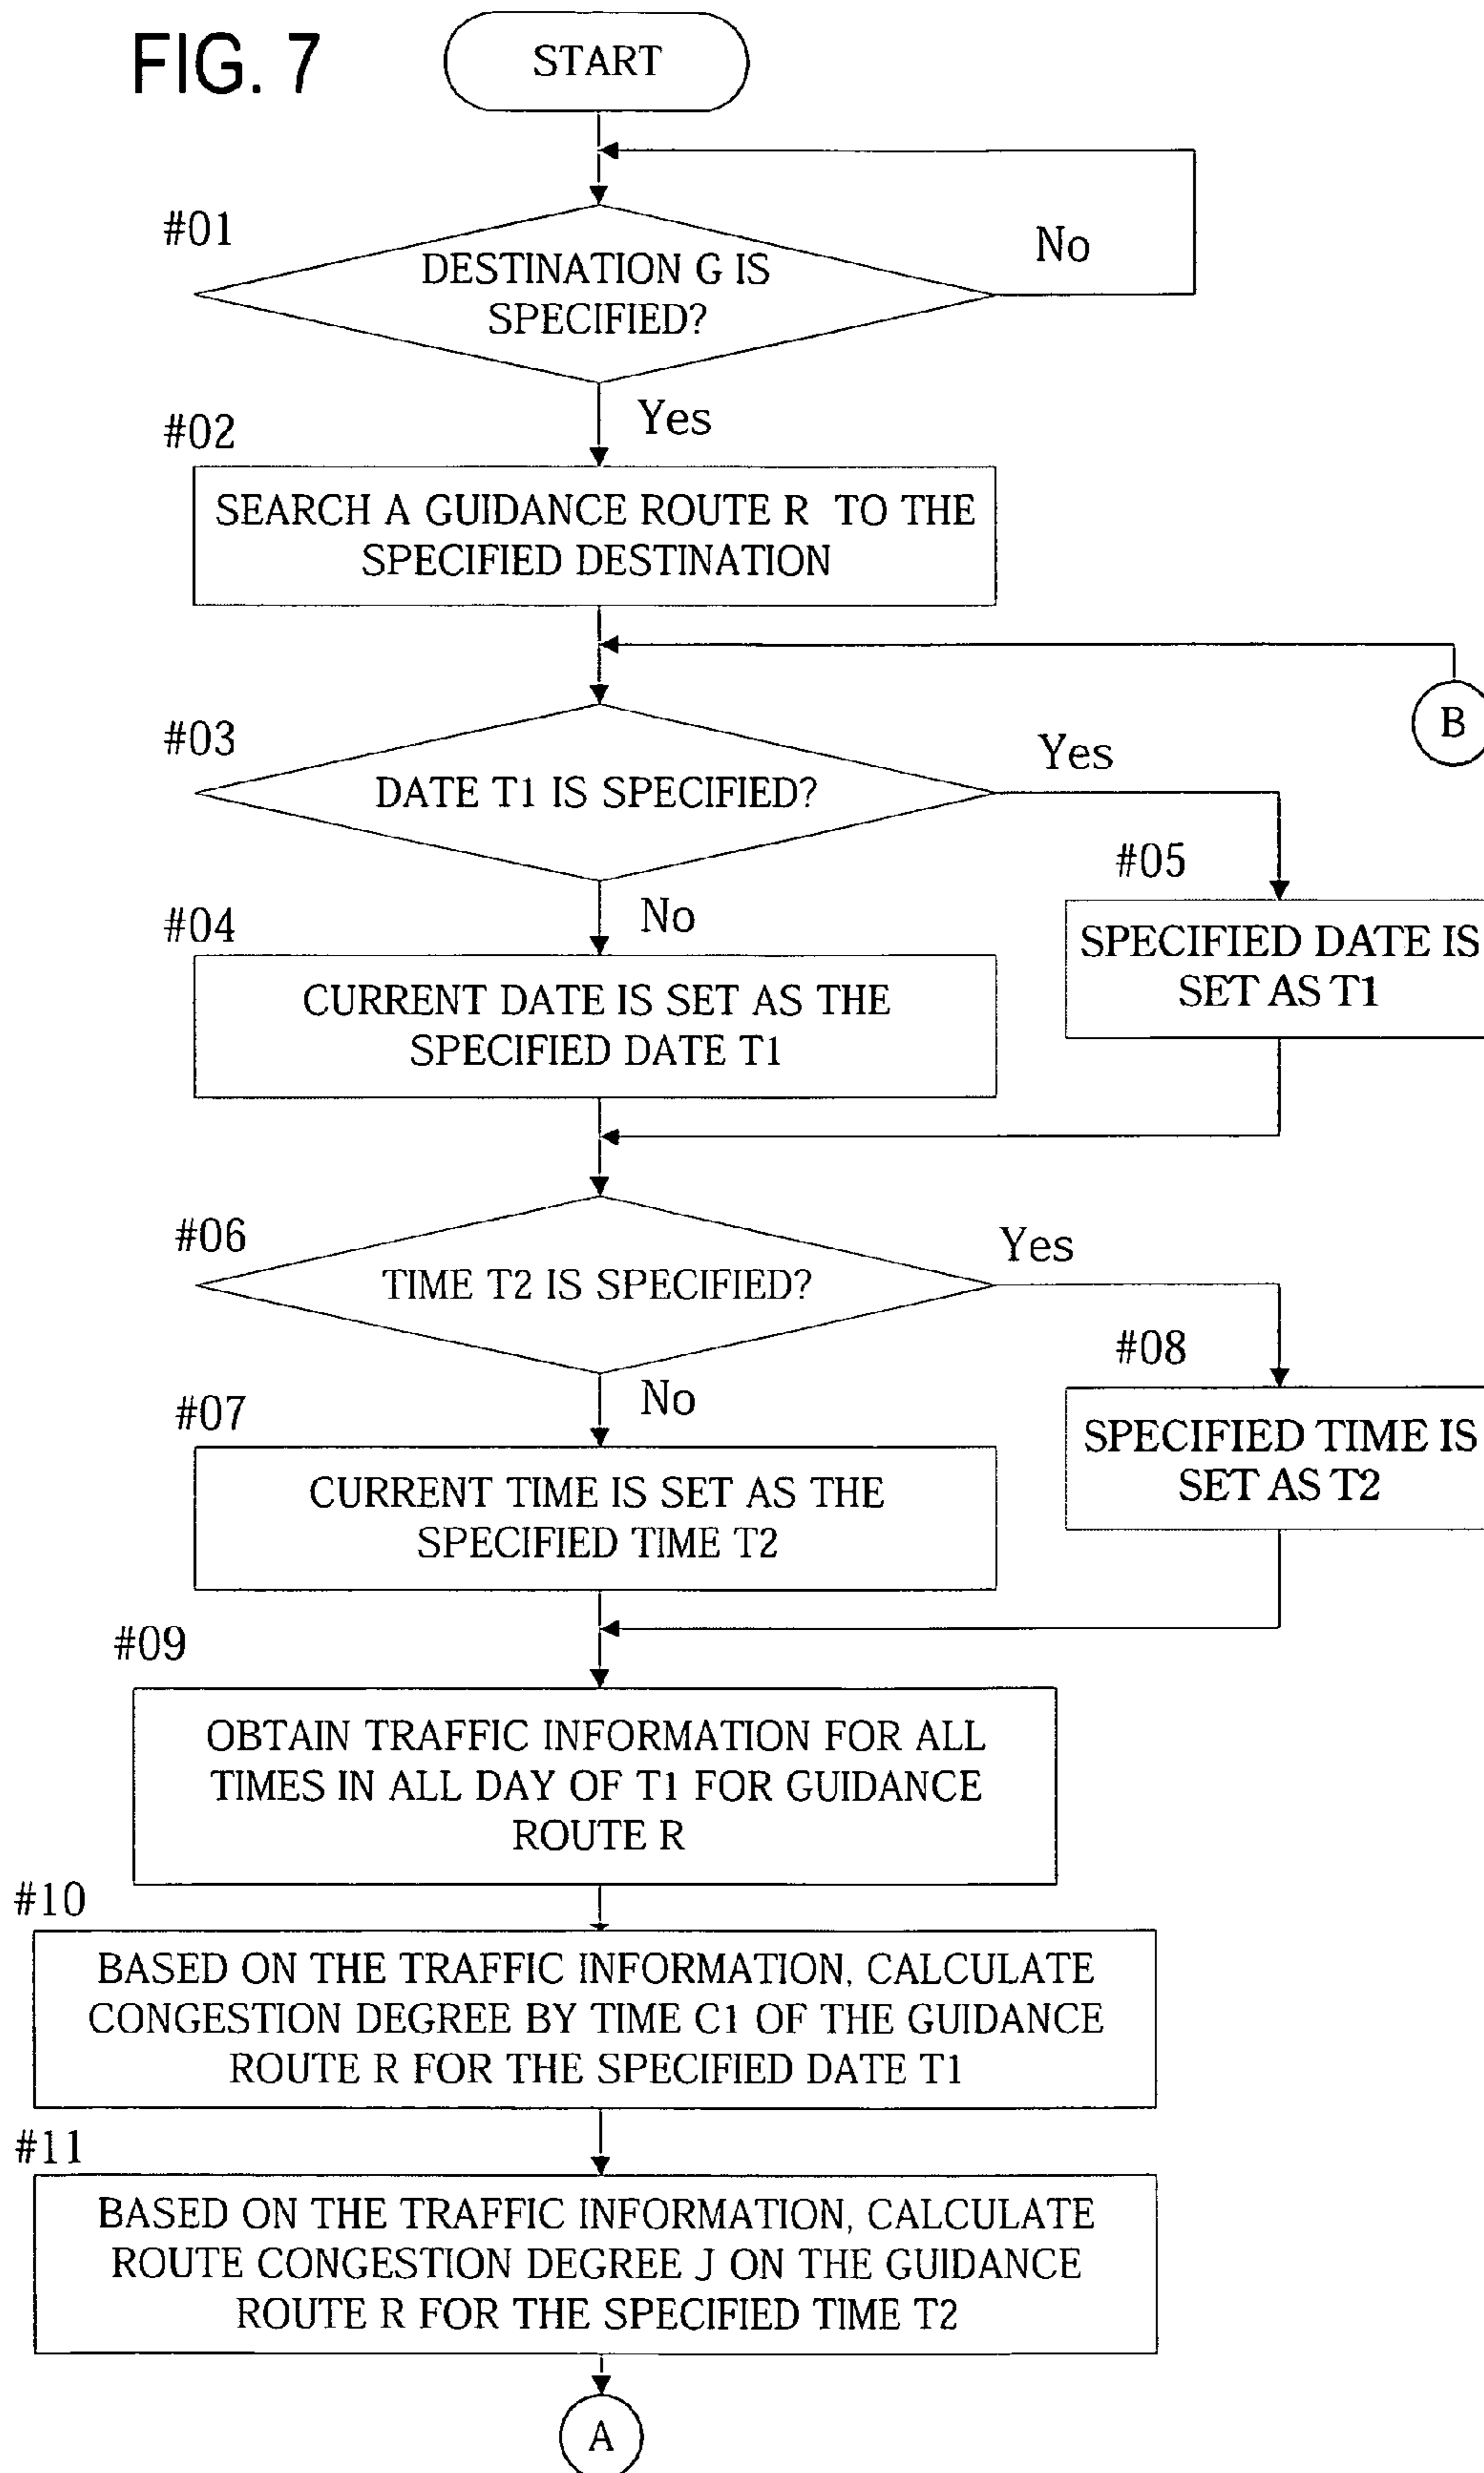 FIG. 7
START
#01
DESTINATION G IS
SPECIFIED?
No
Yes
#02
SEARCH A GUIDANCE ROUTE R TO THE
SPECIFIED DESTINATION
B
#03
DATE T1 IS SPECIFIED?
Yes
No
#05
SPECIFIED DATE IS
SET AS T1
#04
CURRENT DATE IS SET AS THE
SPECIFIED DATE T1
#06
TIME T2 IS SPECIFIED?
Yes
No
#08
SPECIFIED TIME IS
SET AS T2
#07
CURRENT TIME IS SET AS THE
SPECIFIED TIME T2
#09
OBTAIN TRAFFIC INFORMATION FOR ALL
TIMES IN ALL DAY OF T1 FOR GUIDANCE
ROUTE R
#10
BASED ON THE TRAFFIC INFORMATION, CALCULATE
CONGESTION DEGREE BY TIME C1 OF THE GUIDANCE
ROUTE R FOR THE SPECIFIED DATE T1
#11
BASED ON THE TRAFFIC INFORMATION, CALCULATE
ROUTE CONGESTION DEGREE J ON THE GUIDANCE
ROUTE R FOR THE SPECIFIED TIME T2
A